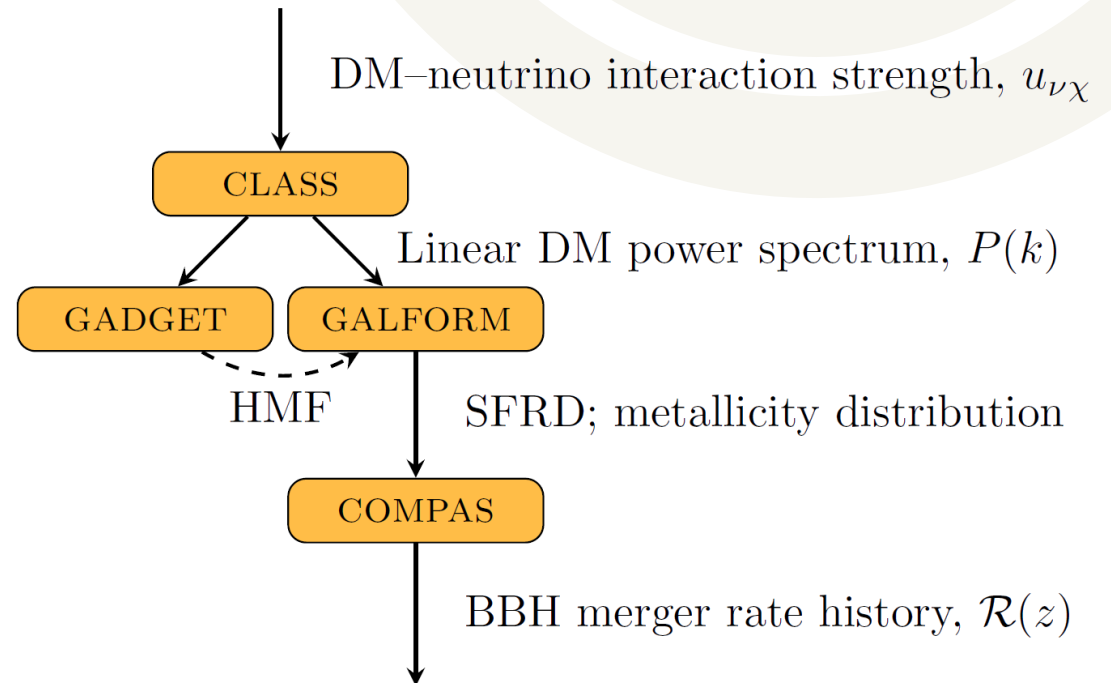 DM–neutrino interaction strength, $u_{\nu\chi}$
CLASS
Linear DM power spectrum, $P(k)$
GADGET
GALFORM
HMF
SFRD; metallicity distribution
COMPAS
BBH merger rate history, $\mathcal{R}(z)$